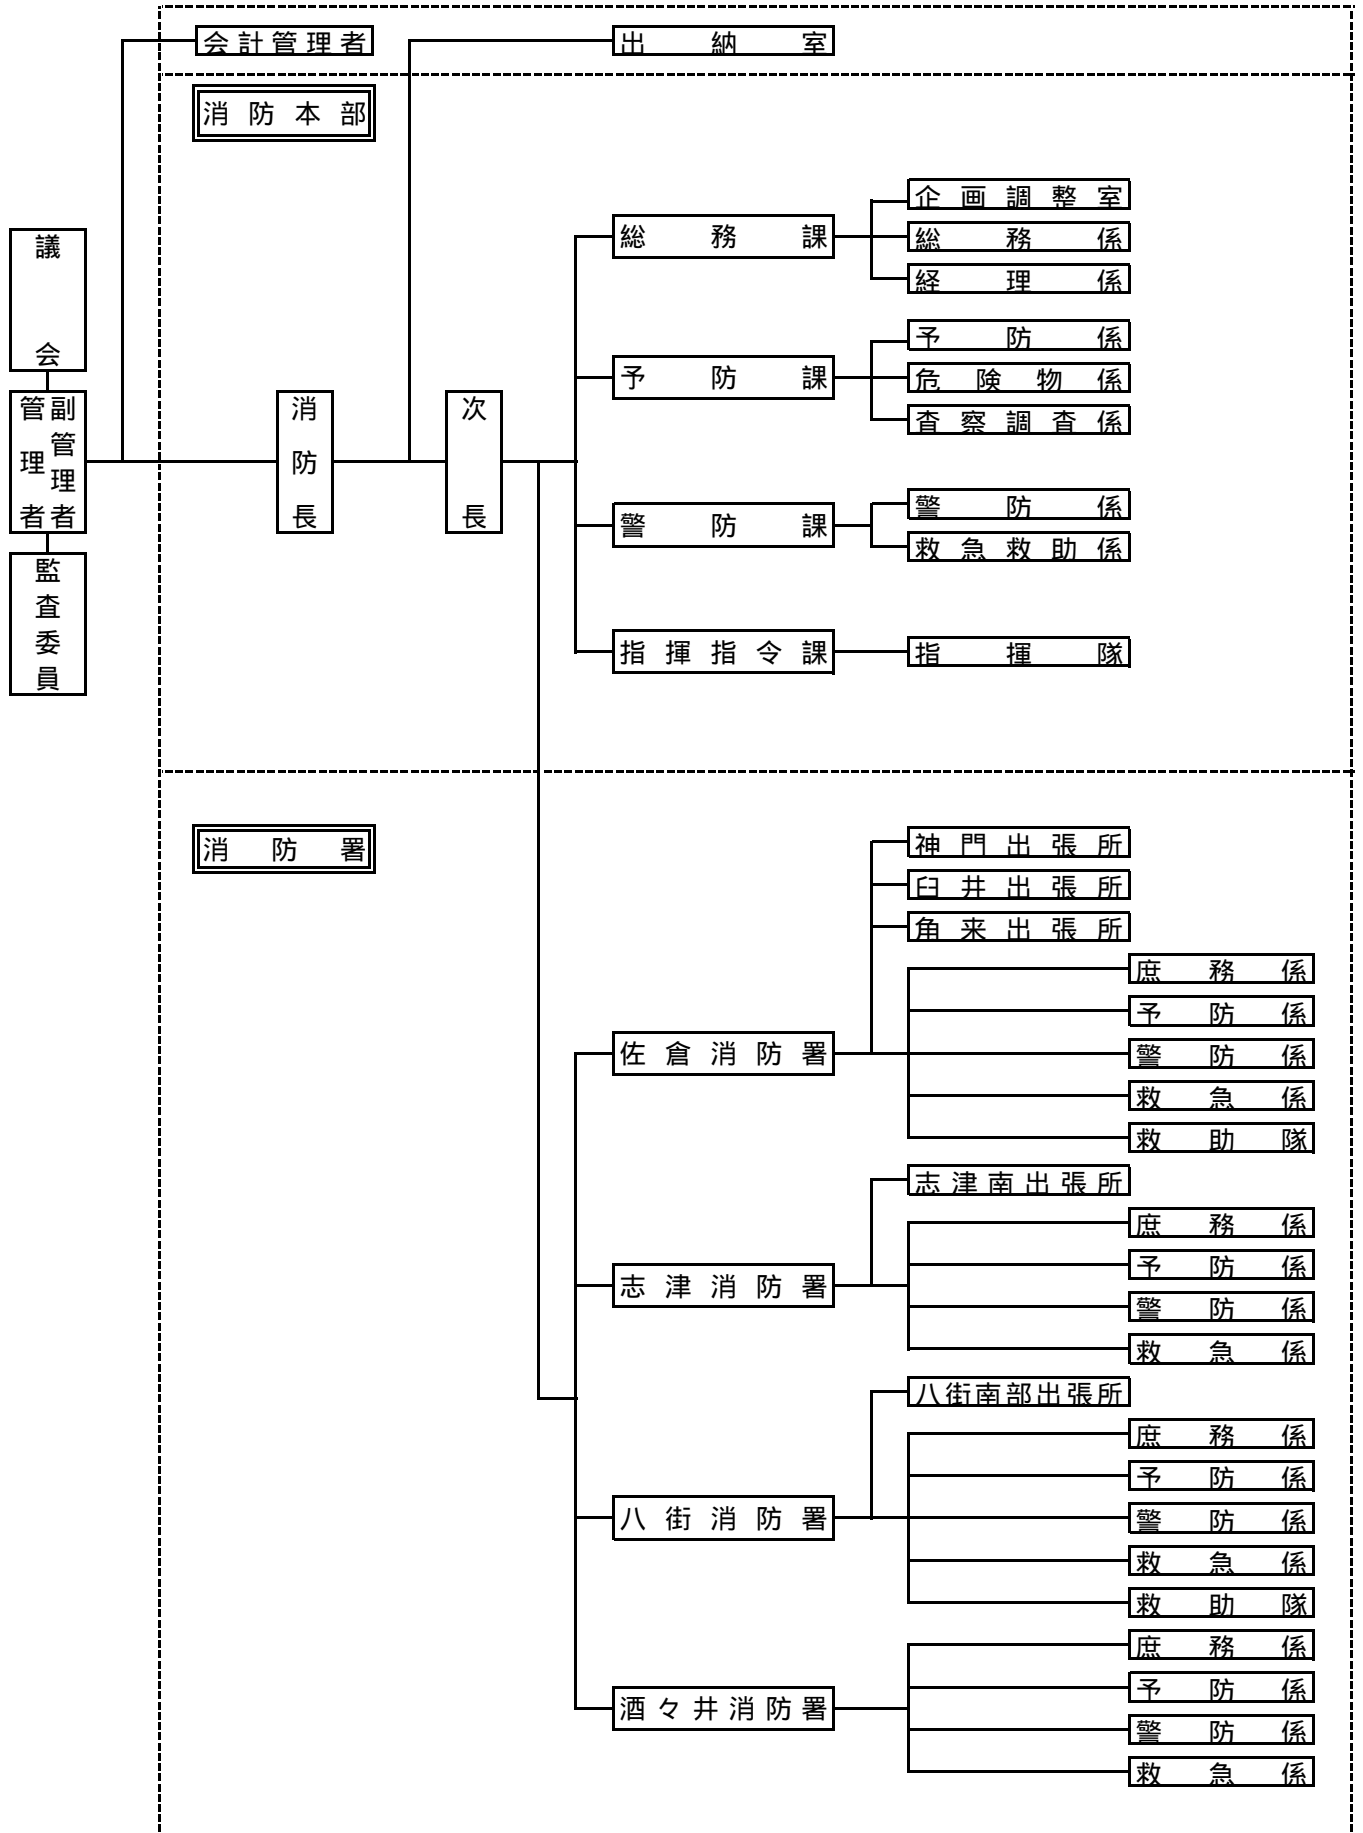 会計管理者
出納室
消防本部
議会
管理者
副管理者
監査委員
消防長
次長
総務課
企画調整室
総務係
経理係
予防課
予防係
危険物係
査察調査係
警防課
警防係
救急救助係
指揮指令課
指揮隊
消防署
佐倉消防署
神門出張所
臼井出張所
角来出張所
庶務係
予防係
警防係
救急係
救助隊
志津消防署
志津南出張所
庶務係
予防係
警防係
救急係
八街消防署
八街南部出張所
庶務係
予防係
警防係
救急係
救助隊
酒々井消防署
庶務係
予防係
警防係
救急係